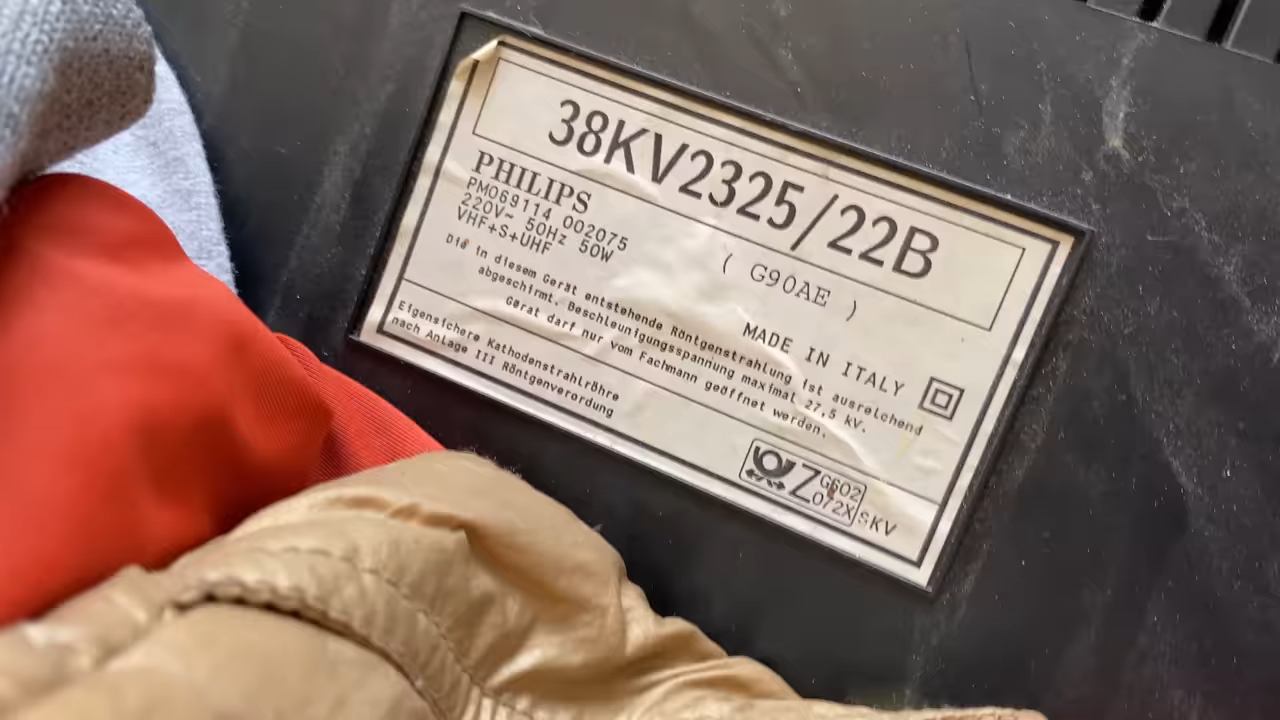 38KV2325/22B
PHILIPS
PM069114 002075
220V~ 50Hz 50W
VHF+S+UHF
( G90AE )
MADE IN ITALY
Die in diesem Gerät entstehende Röntgenstrahlung ist ausreichend
abgeschirmt. Beschleunigungsspannung maximal 27,5 kV.
Gerät darf nur vom Fachmann geöffnet werden.
Eigensichere Kathodenstrahlröhre
nach Anlage III Röntgenverordung
Z G602
072X SKV